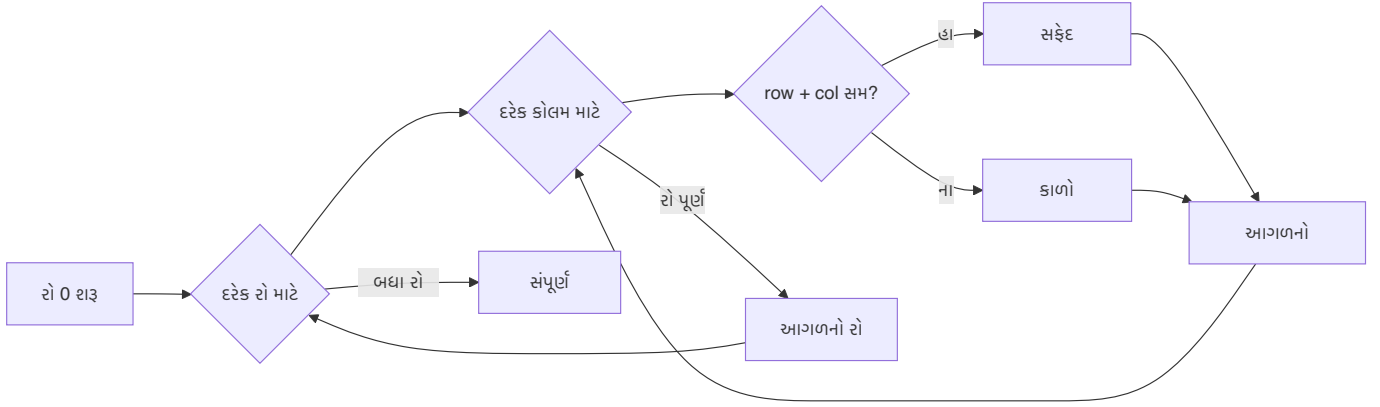 રો 0 શરૂ
દરેક રો માટે
બધા રો
સંપૂર્ણ
દરેક કોલમ માટે
રો પૂર્ણ
આગળનો રો
row + col સમ?
હા
સફેદ
ના
કાળો
આગળનો